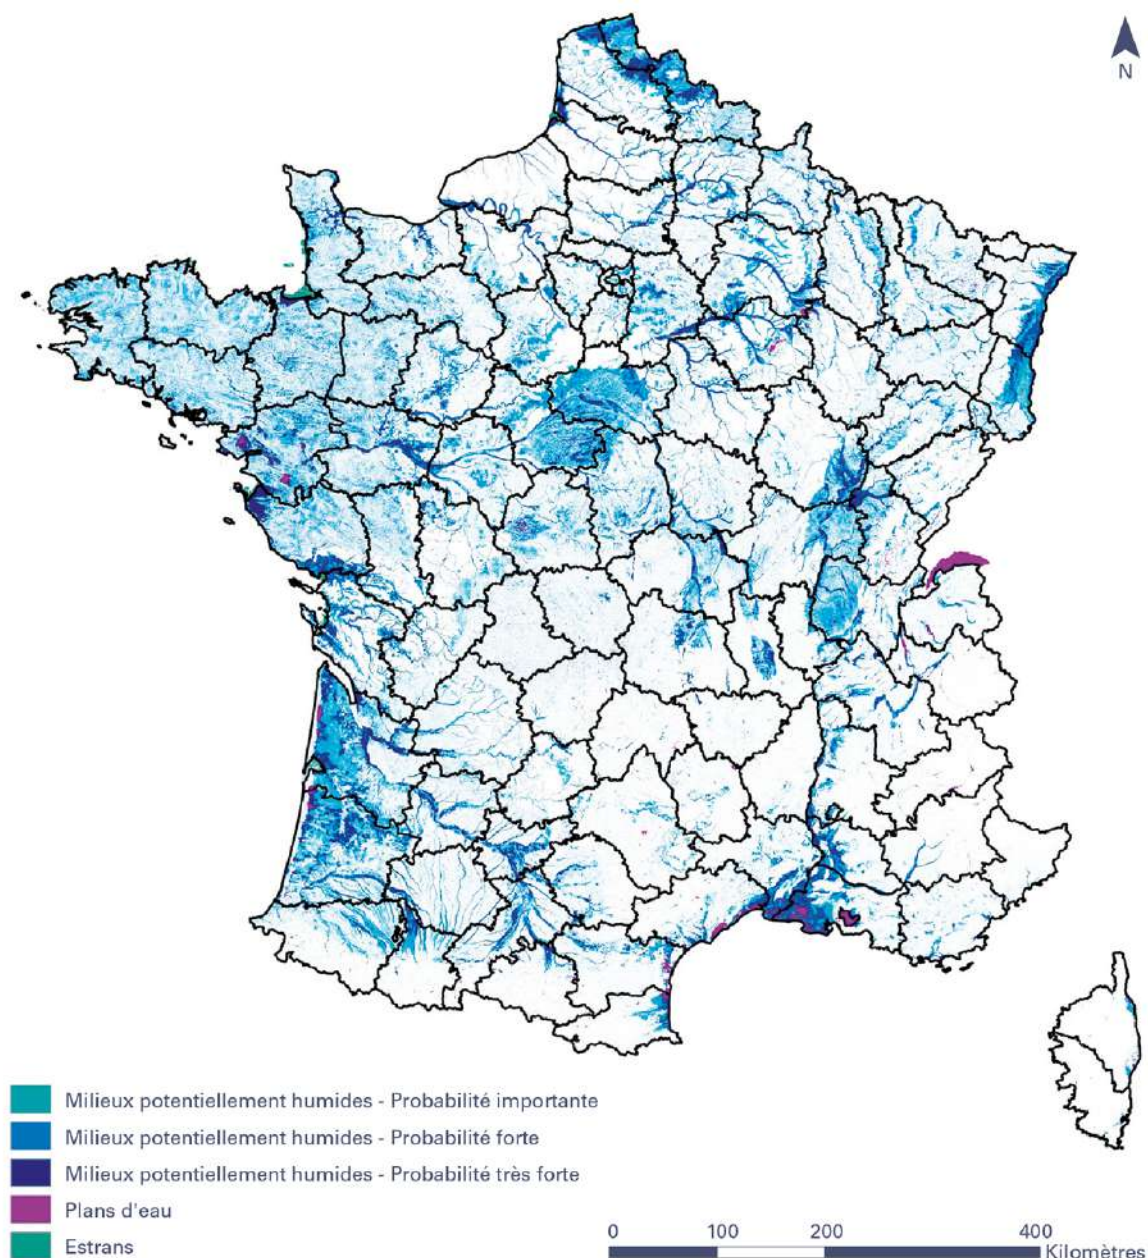 N
Milieux potentiellement humides - Probabilité importante
Milieux potentiellement humides - Probabilité forte
Milieux potentiellement humides - Probabilité très forte
Plans d'eau
Estrans
0 100 200 400
Kilomètres